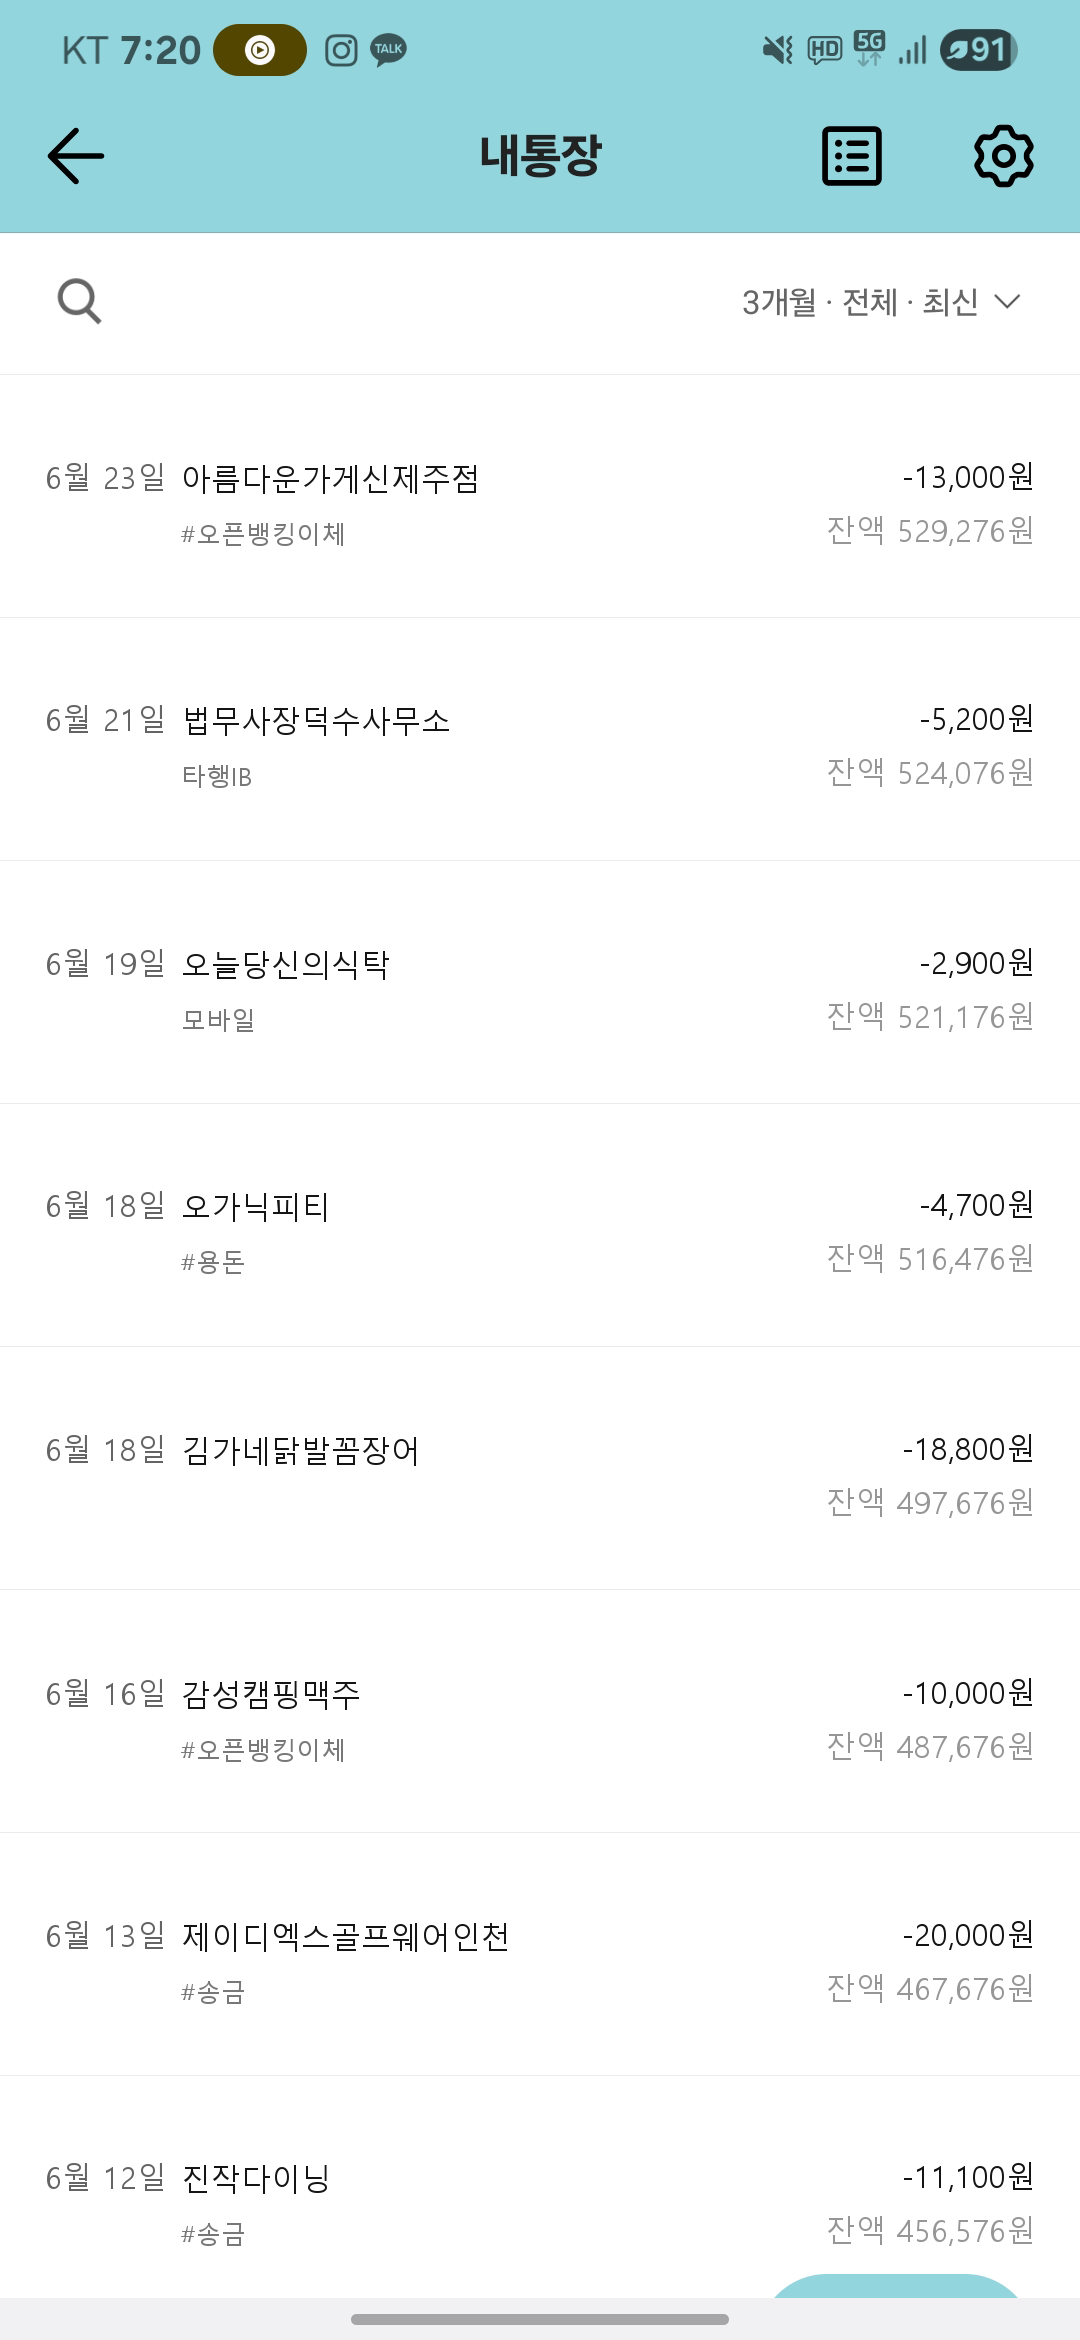 KT 7:20 TALK HD 5G 91
내통장
3개월 · 전체 · 최신
6월 23일 아름다운가게신제주점 -13,000원
#오픈뱅킹이체 잔액 529,276원
6월 21일 법무사장덕수사무소 -5,200원
타행IB 잔액 524,076원
6월 19일 오늘당신의식탁 -2,900원
모바일 잔액 521,176원
6월 18일 오가닉피티 -4,700원
#용돈 잔액 516,476원
6월 18일 김가네닭발꼼장어 -18,800원
잔액 497,676원
6월 16일 감성캠핑맥주 -10,000원
#오픈뱅킹이체 잔액 487,676원
6월 13일 제이디엑스골프웨어인천 -20,000원
#송금 잔액 467,676원
6월 12일 진작다이닝 -11,100원
#송금 잔액 456,576원